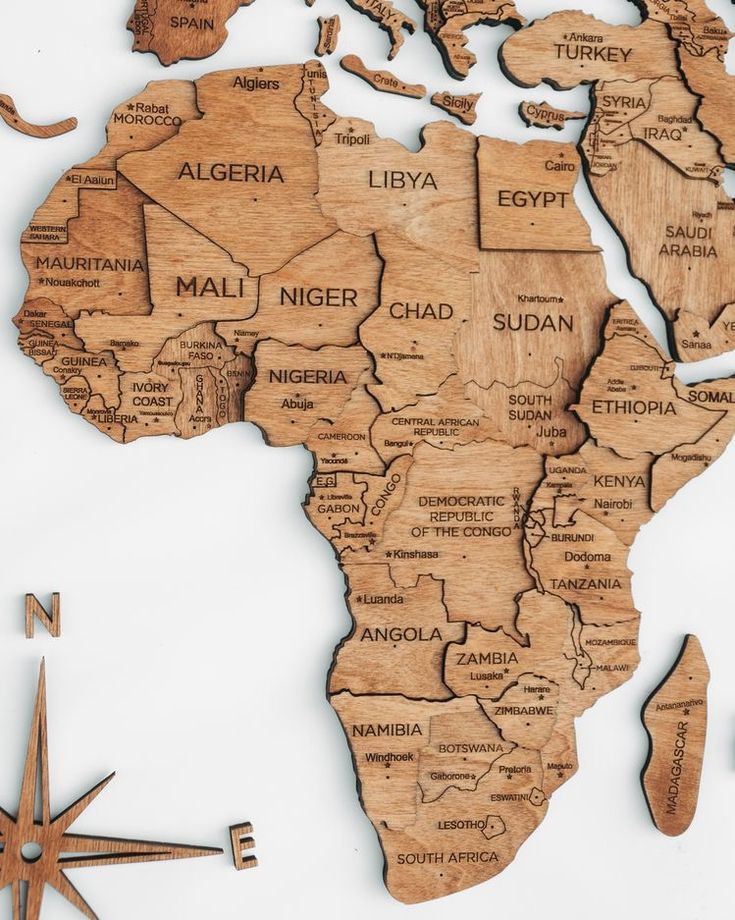 PORTUGAL
SPAIN
ITALY
Sardinia
Crete
Sicily
Cyprus
Ankara
TURKEY
Tbilisi
Baku
SYRIA
Baghdad
IRAQ
JORDAN
KUWAIT
Riyadh
SAUDI
ARABIA
Sanaa
YE
Rabat
MOROCCO
Algiers
Tunis
TUNISIA
Tripoli
Cairo
ALGERIA
LIBYA
EGYPT
El Aaiun
WESTERN
SAHARA
MAURITANIA
Nouakchott
MALI
NIGER
CHAD
N'Djamena
Khartoum
SUDAN
ERITREA
Asmara
DJIBOUTI
Dakar
SENEGAL
GUINEA
BISSAU
GUINEA
Conakry
SIERRA
LEONE
Monrovia
LIBERIA
Bamako
BURKINA
FASO
Ouagadougou
Niamey
IVORY
COAST
Yamoussoukro
GHANA
Accra
TOGO
BENIN
NIGERIA
Abuja
CAMEROON
Yaoundé
CENTRAL AFRICAN
REPUBLIC
Bangui
SOUTH
SUDAN
Juba
Addis
Ababa
ETHIOPIA
SOMAL
Mogadishu
E.G.
Libreville
GABON
CONGO
Brazzaville
DEMOCRATIC
REPUBLIC
OF THE CONGO
Kinshasa
RWANDA
BURUNDI
UGANDA
Kampala
KENYA
Nairobi
Dodoma
TANZANIA
Luanda
ANGOLA
ZAMBIA
Lusaka
MOZAMBIQUE
MALAWI
Harare
ZIMBABWE
NAMIBIA
Windhoek
BOTSWANA
Gaborone
Pretoria
Maputo
ESWATINI
LESOTHO
SOUTH AFRICA
Antananarivo
MADAGASCAR
N
E